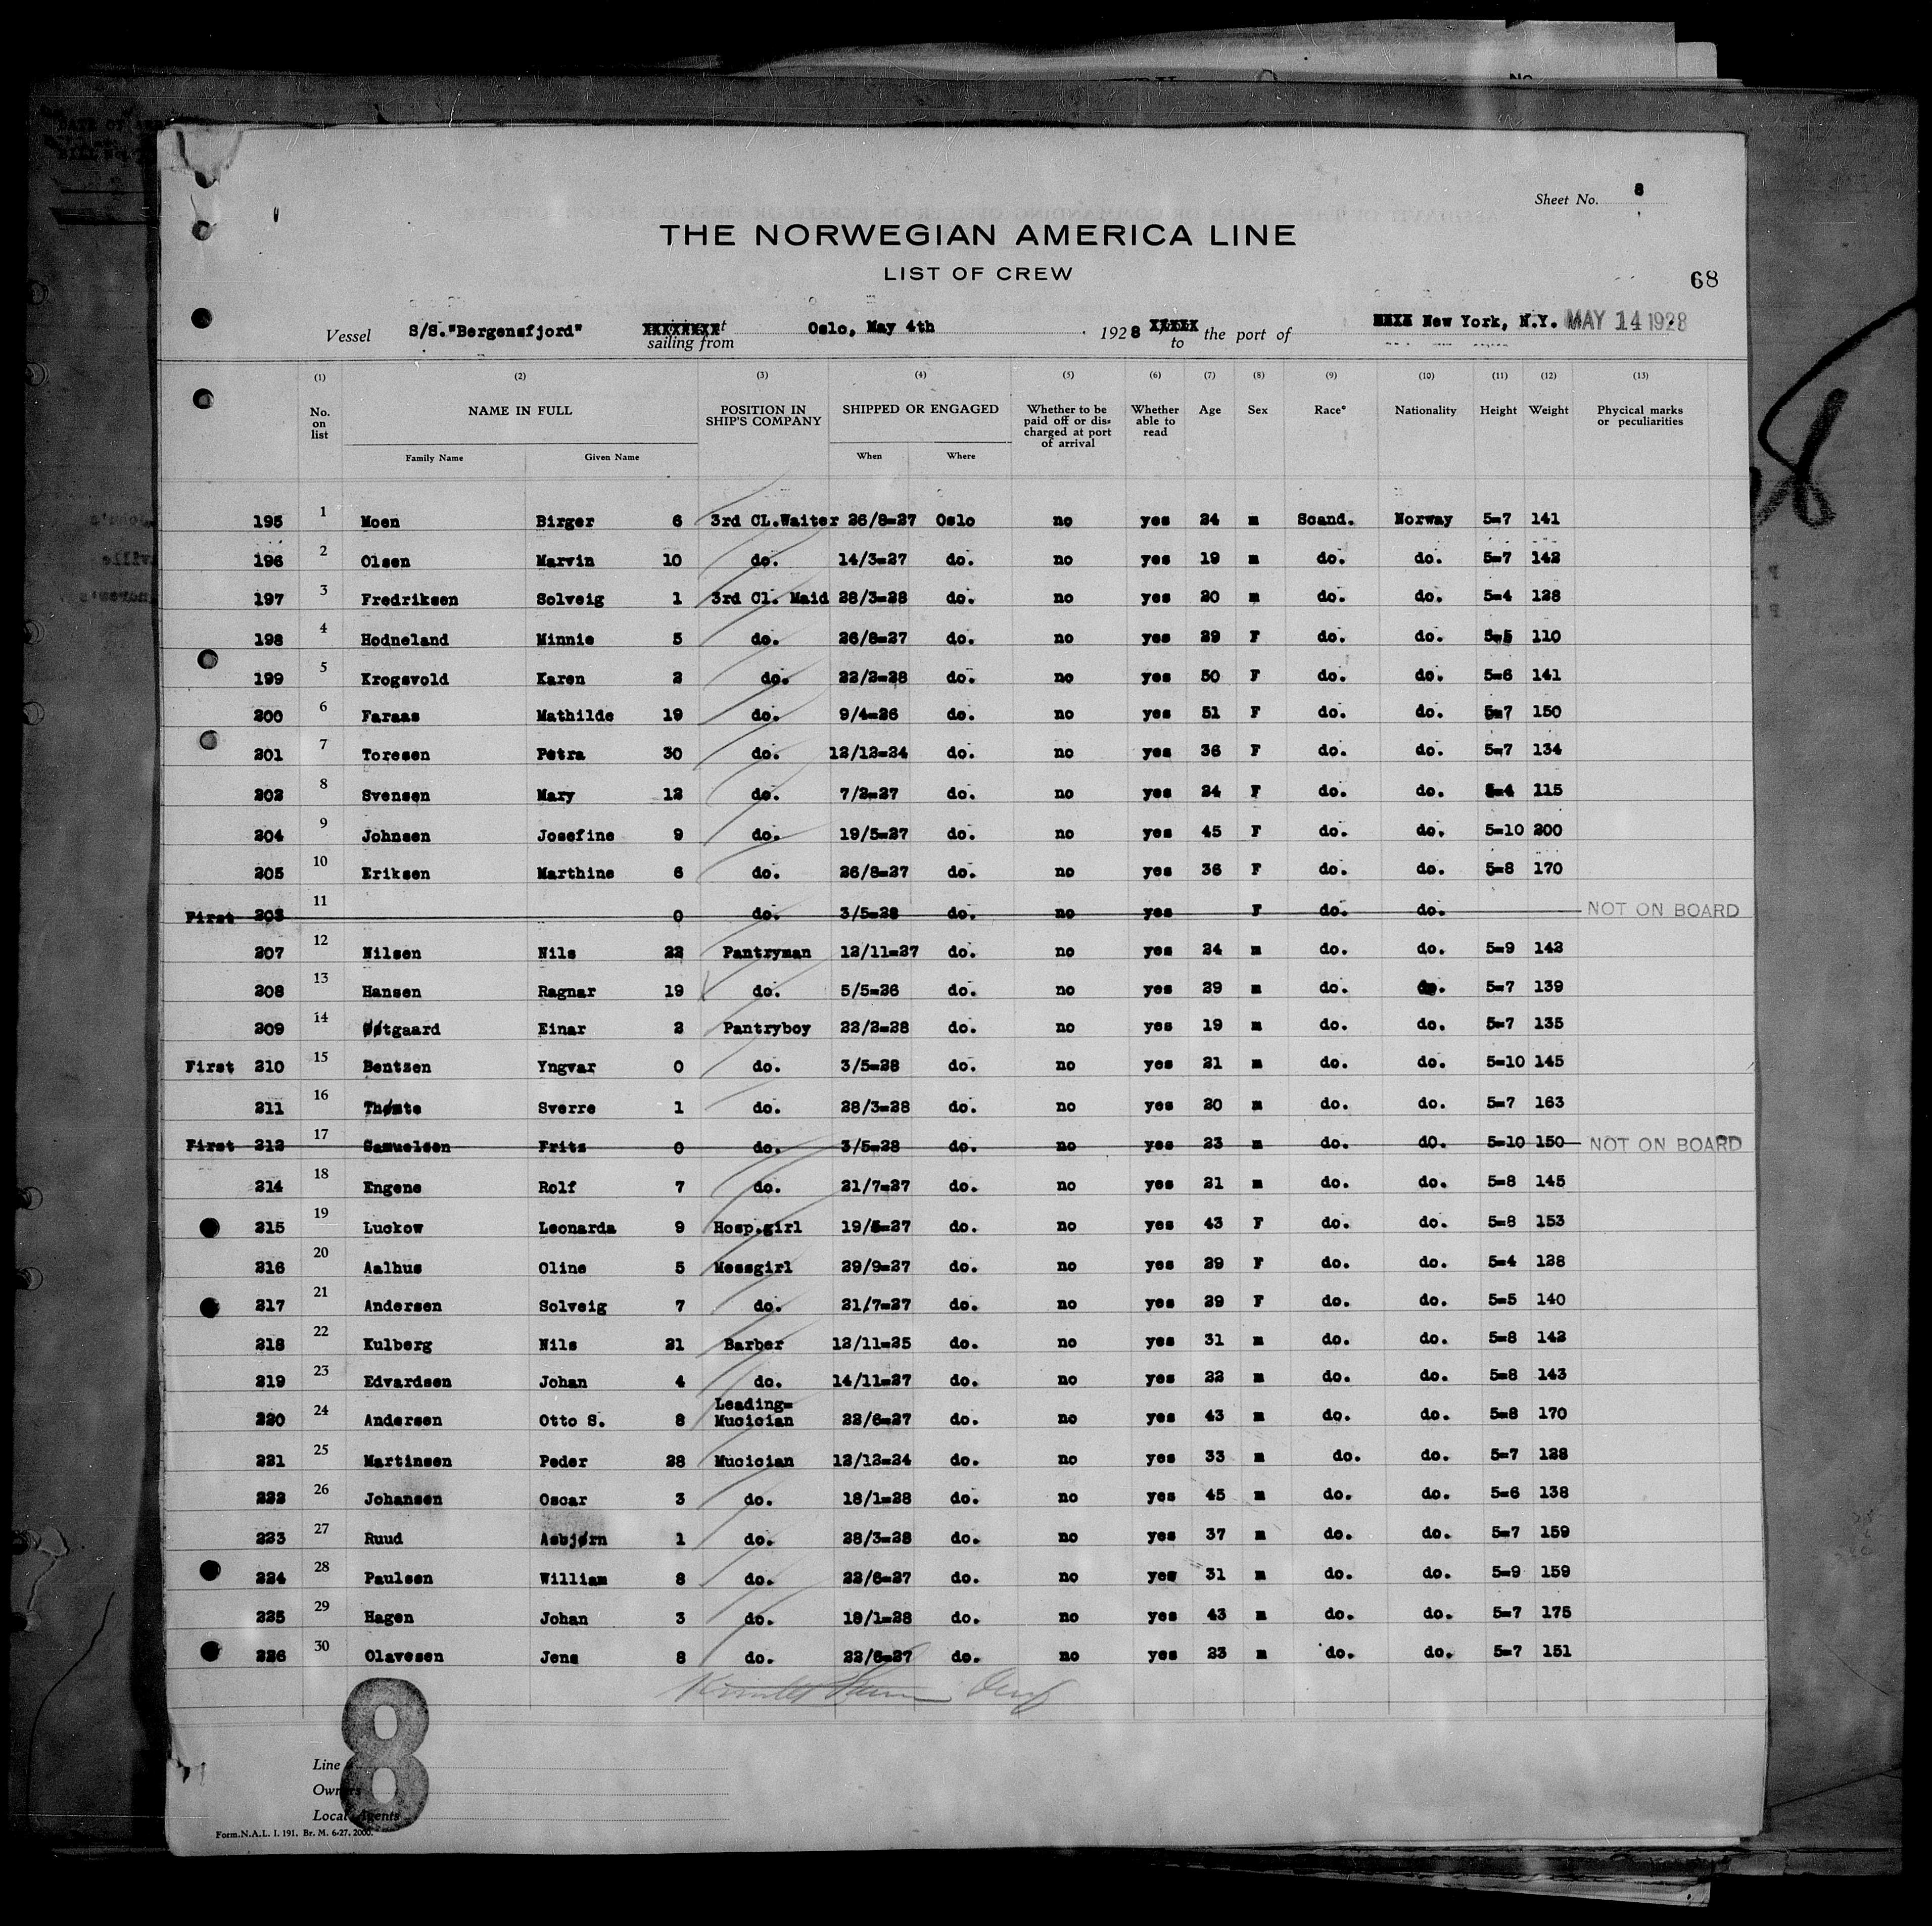 Sheet No. 8
THE NORWEGIAN AMERICA LINE
LIST OF CREW
68
Vessel S/S."Bergensfjord" XXXXXXXXt sailing from Oslo, May 4th 1928 XXXXX to the port of New York, N.Y. MAY 14 1928
(1) (2) (3) (4) (5) (6) (7) (8) (9) (10) (11) (12) (13)
No. on list NAME IN FULL POSITION IN SHIP'S COMPANY SHIPPED OR ENGAGED Whether to be paid off or discharged at port of arrival Whether able to read Age Sex Race* Nationality Height Weight Phycical marks or peculiarities
Family Name Given Name When Where
195 1 Moen Birger 6 3rd CL.Waiter 26/8=27 Oslo no yes 24 m Scand. Norway 5=7 141
196 2 Olsen Marvin 10 do. 14/3=27 do. no yes 19 m do. do. 5=7 142
197 3 Fredriksen Solveig 1 3rd Cl. Maid 28/3=28 do. no yes 20 m do. do. 5=4 128
198 4 Hodneland Minnie 5 do. 26/8=27 do. no yes 29 F do. do. 5=5 110
199 5 Krogsvold Karen 2 do. 22/2=28 do. no yes 50 F do. do. 5=6 141
200 6 Faraas Mathilde 19 do. 9/4=26 do. no yes 51 F do. do. 5=7 150
201 7 Toresen Petra 30 do. 12/12=24 do. no yes 36 F do. do. 5=7 134
202 8 Svensen Mary 12 do. 7/2=27 do. no yes 24 F do. do. 5=4 115
204 9 Johnsen Josefine 9 do. 19/5=27 do. no yes 45 F do. do. 5=10 200
205 10 Eriksen Marthine 6 do. 26/8=27 do. no yes 36 F do. do. 5=8 170
First 203 11 0 do. 3/5=28 do. no yes F do. do. NOT ON BOARD
207 12 Nilsen Nils 22 Pantryman 12/11=27 do. no yes 24 m do. do. 5=9 142
208 13 Hansen Ragnar 19 do. 5/5=26 do. no yes 29 m do. do. 5=7 139
209 14 Øøtgaard Einar 2 Pantryboy 22/2=28 do. no yes 19 m do. do. 5=7 135
First 210 15 Bentzen Yngvar 0 do. 3/5=28 do. no yes 21 m do. do. 5=10 145
211 16 Sverre 1 do. 28/3=28 do. no yes 20 m do. do. 5=7 163
First 212 17 Samuelsen Fritz 0 do. 3/5=28 do. no yes 23 m do. dO. 5=10 150 NOT ON BOARD
214 18 Engene Rolf 7 do. 21/7=27 do. no yes 21 m do. do. 5=8 145
215 19 Luckow Leonarda 9 Hosp.girl 19/5=27 do. no yes 43 F do. do. 5=8 153
216 20 Aalhus Oline 5 Messgirl 29/9=27 do. no yes 29 F do. do. 5=4 128
217 21 Andersen Solveig 7 do. 21/7=27 do. no yes 29 F do. do. 5=5 140
218 22 Kulberg Nils 21 Barber 12/11=25 do. no yes 31 m do. do. 5=8 142
219 23 Edvardsen Johan 4 do. 14/11=27 do. no yes 22 m do. do. 5=8 143
220 24 Andersen Otto S. 8 Leading= Mucician 22/6=27 do. no yes 43 m do. do. 5=8 170
221 25 Martinsen Peder 28 Mucician 12/12=24 do. no yes 33 m do. do. 5=7 128
222 26 Johansen Oscar 3 do. 18/1=28 do. no yes 45 m do. do. 5=6 138
223 27 Ruud Asbjørn 1 do. 28/3=28 do. no yes 37 m do. do. 5=7 159
224 28 Paulsen William 8 do. 22/6=27 do. no yes 31 m do. do. 5=9 159
225 29 Hagen Johan 3 do. 18/1=28 do. no yes 43 m do. do. 5=7 175
226 30 Olavesen Jens 8 do. 22/6=27 do. no yes 23 m do. do. 5=7 151
8
Line
Owners
Local Agents
Form.N.A.L. I. 191. Br. M. 6-27. 2000.